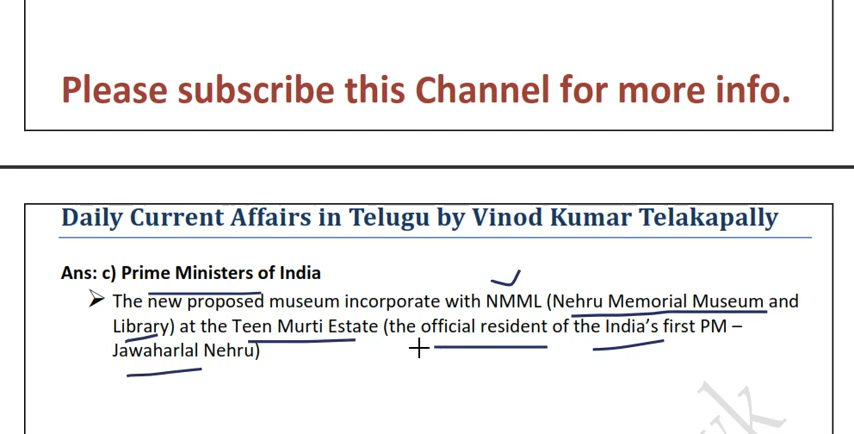 Please subscribe this Channel for more info.
Daily Current Affairs in Telugu by Vinod Kumar Telakapally
Ans: c) Prime Ministers of India
➢ The new proposed museum incorporate with NMML (Nehru Memorial Museum and
Library) at the Teen Murti Estate (the official resident of the India’s first PM –
Jawaharlal Nehru)